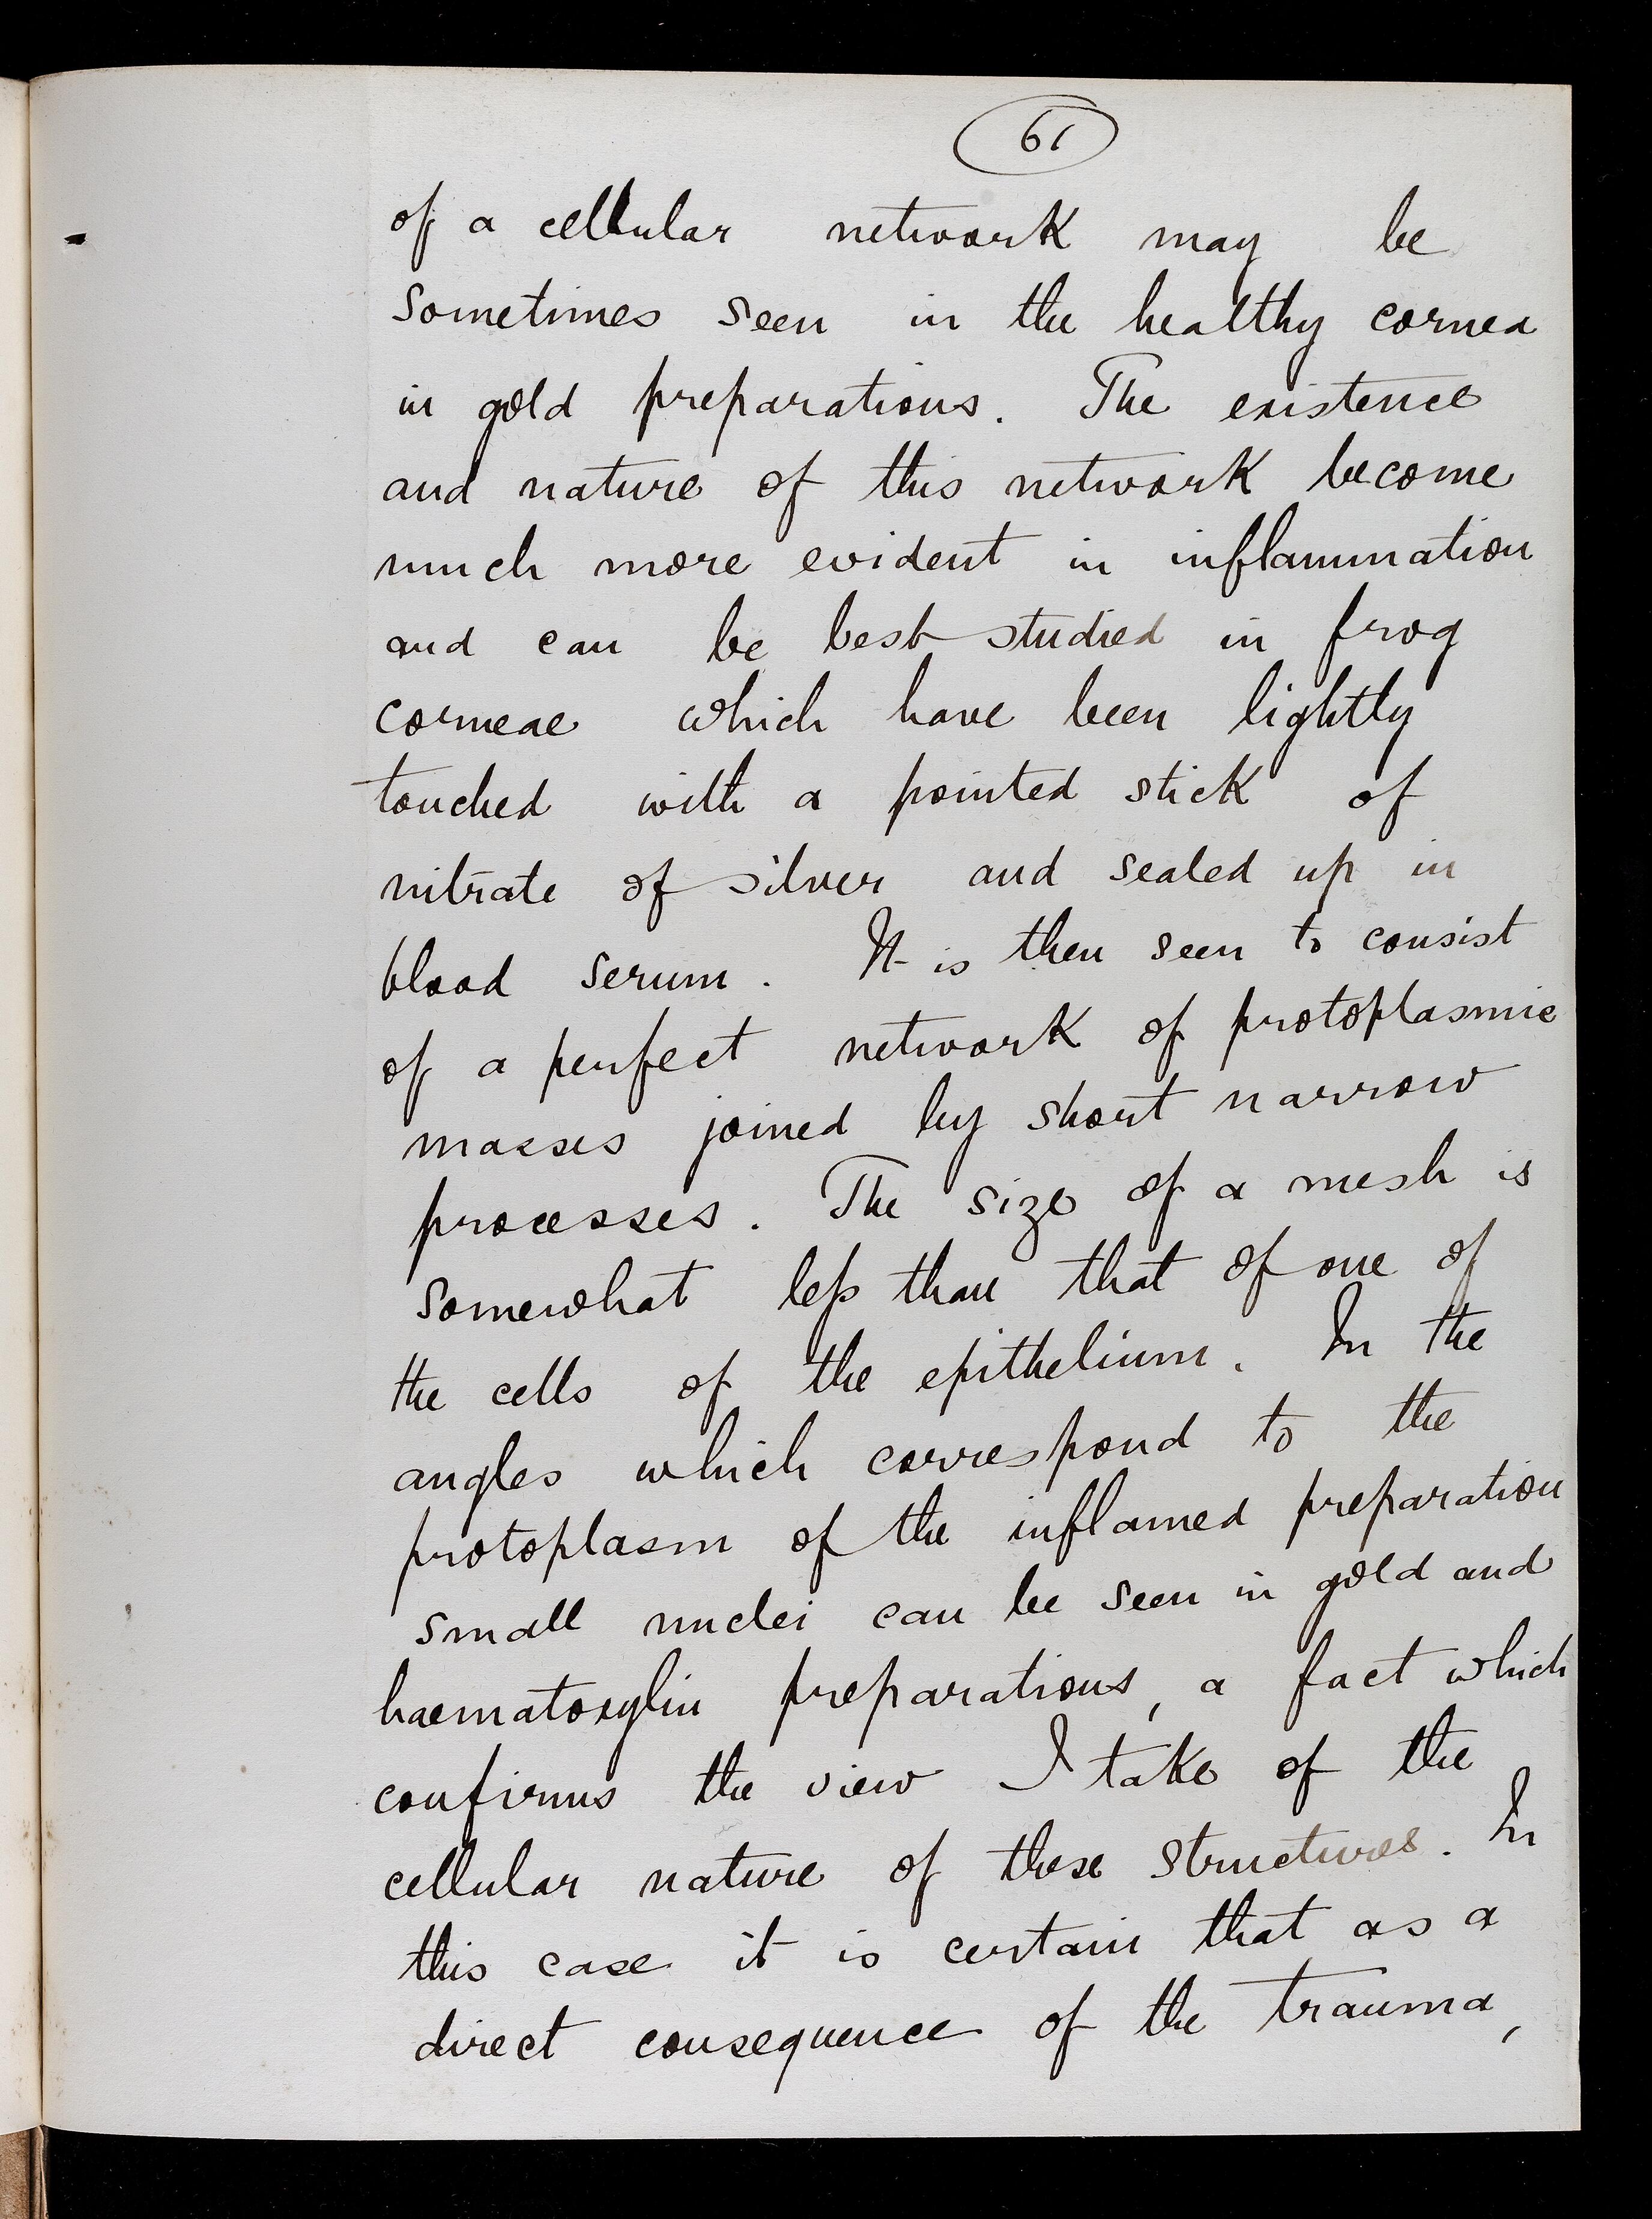 61
of a cellular network may be
sometimes seen in the healthy cornea
in gold preparations. The existence
and nature of this network become
much more evident in inflammation
and can be best studied in frog
corneae which have been lightly
touched with a pointed stick of
nitrate of silver and sealed up in
blood serum. It is then seen to consist
of a perfect network of protoplasmic
masses joined by short narrow
processes. The size of a mesh is
somewhat less than that of one of
the cells of the epithelium. In the
angles which correspond to the
protoplasm of the inflamed preparation
small nuclei can be seen in gold and
haematoxylin preparations, a fact which
confirms the view I take of the
cellular nature of these structures. In
this case it is certain that as a
direct consequence of the trauma,